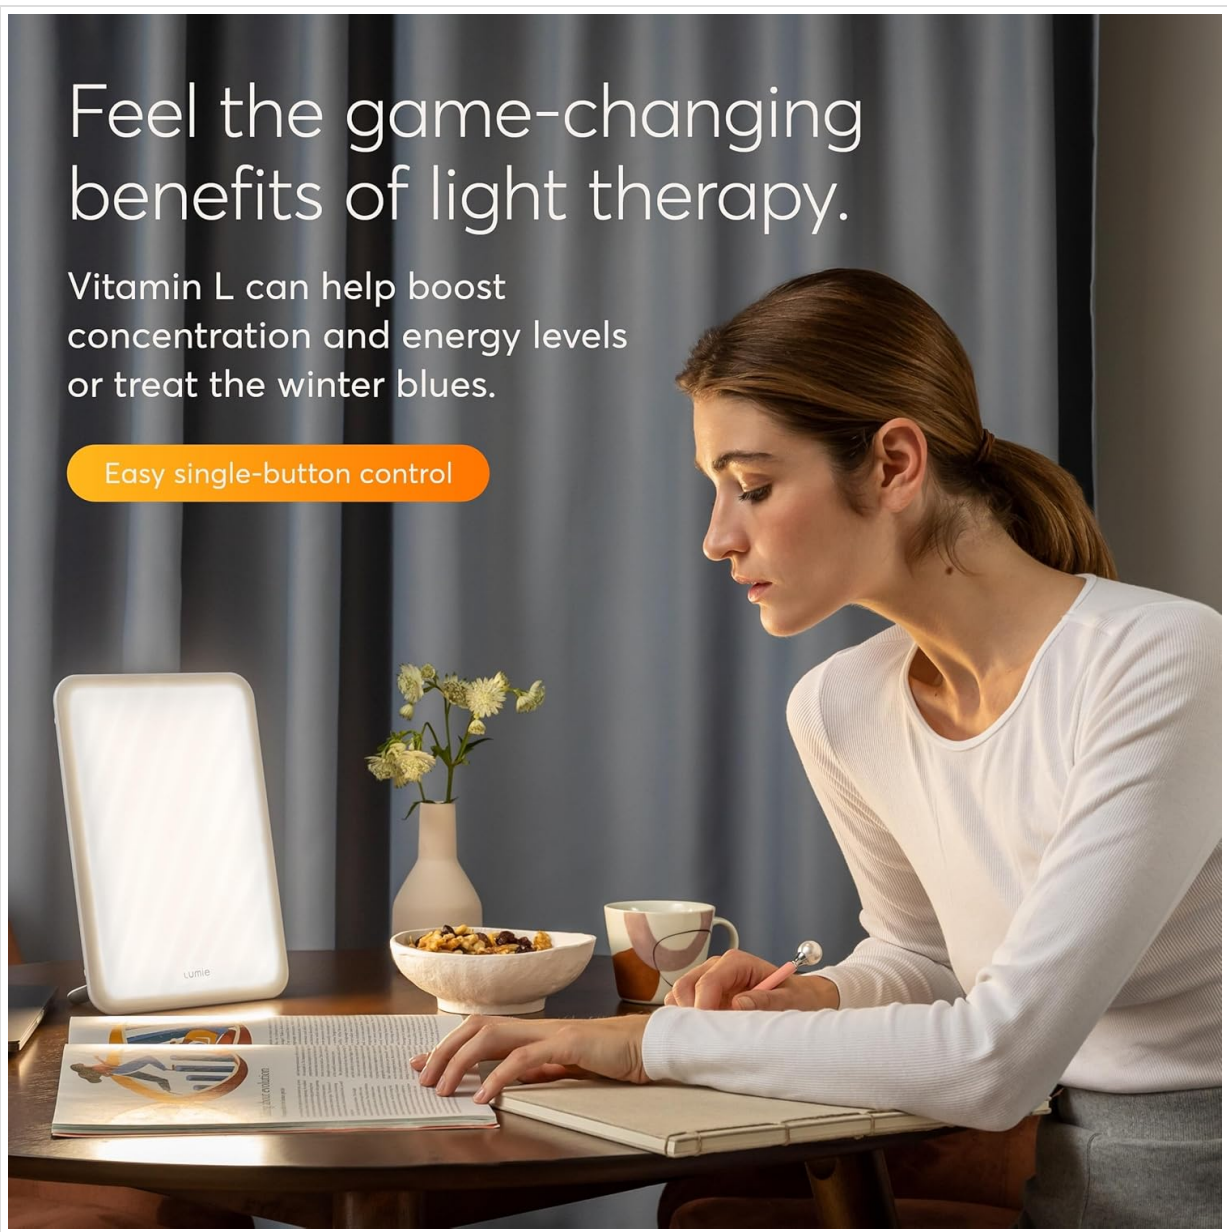 Feel the game-changing
benefits of light therapy.
Vitamin L can help boost
concentration and energy levels
or treat the winter blues.
Easy single-button control
Lumie